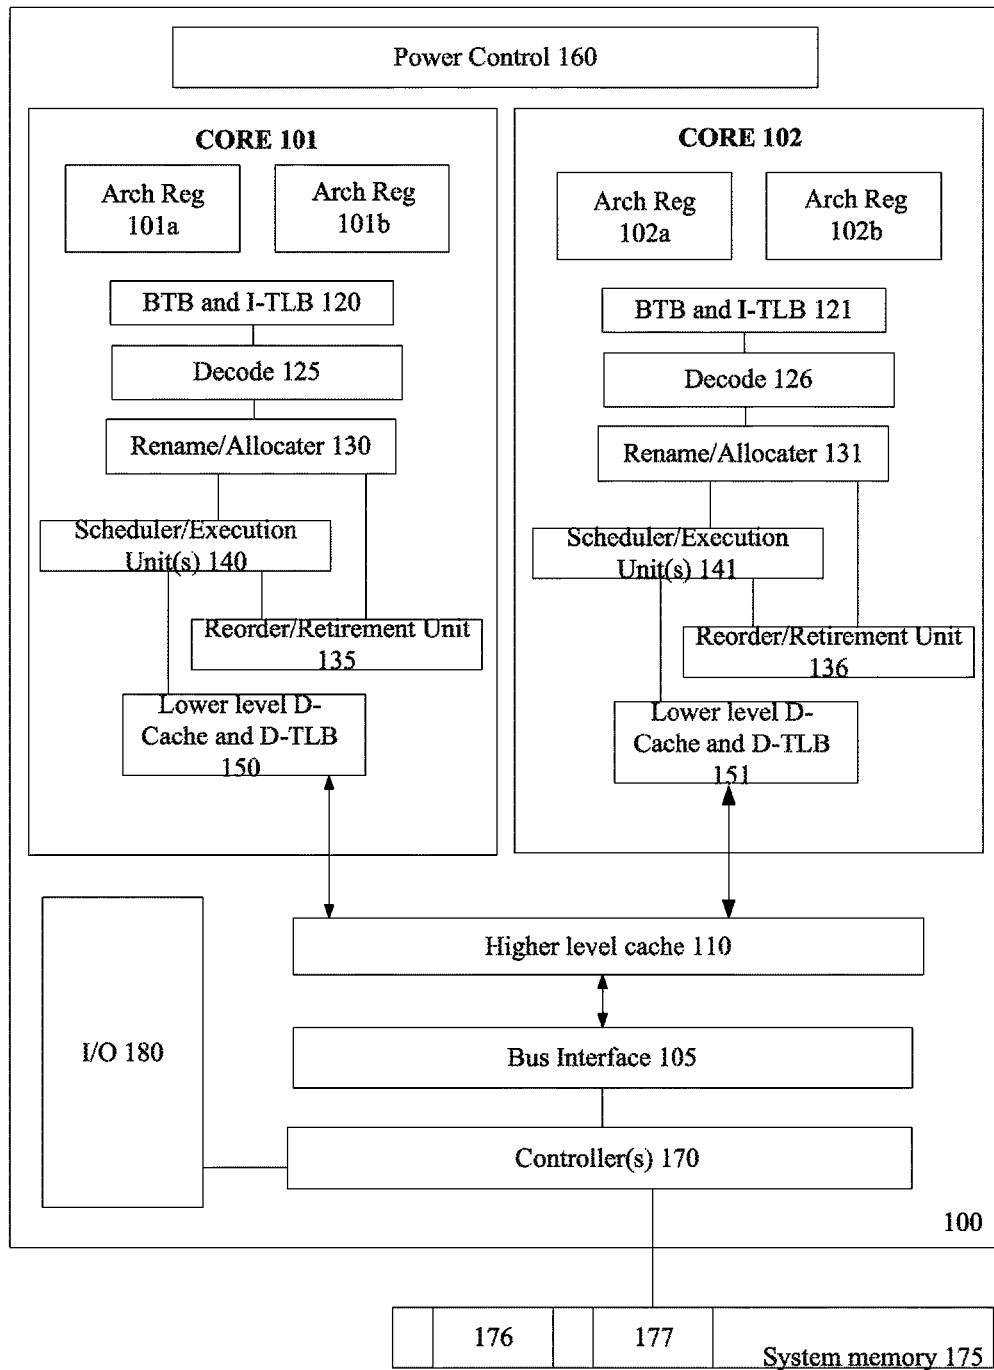 Power Control 160
CORE 101
Arch Reg
101a
Arch Reg
101b
BTB and I-TLB 120
Decode 125
Rename/Allocater 130
Scheduler/Execution
Unit(s) 140
Reorder/Retirement Unit
135
Lower level D-
Cache and D-TLB
150
CORE 102
Arch Reg
102a
Arch Reg
102b
BTB and I-TLB 121
Decode 126
Rename/Allocater 131
Scheduler/Execution
Unit(s) 141
Reorder/Retirement Unit
136
Lower level D-
Cache and D-TLB
151
Higher level cache 110
I/O 180
Bus Interface 105
Controller(s) 170
100
176
177
System memory 175